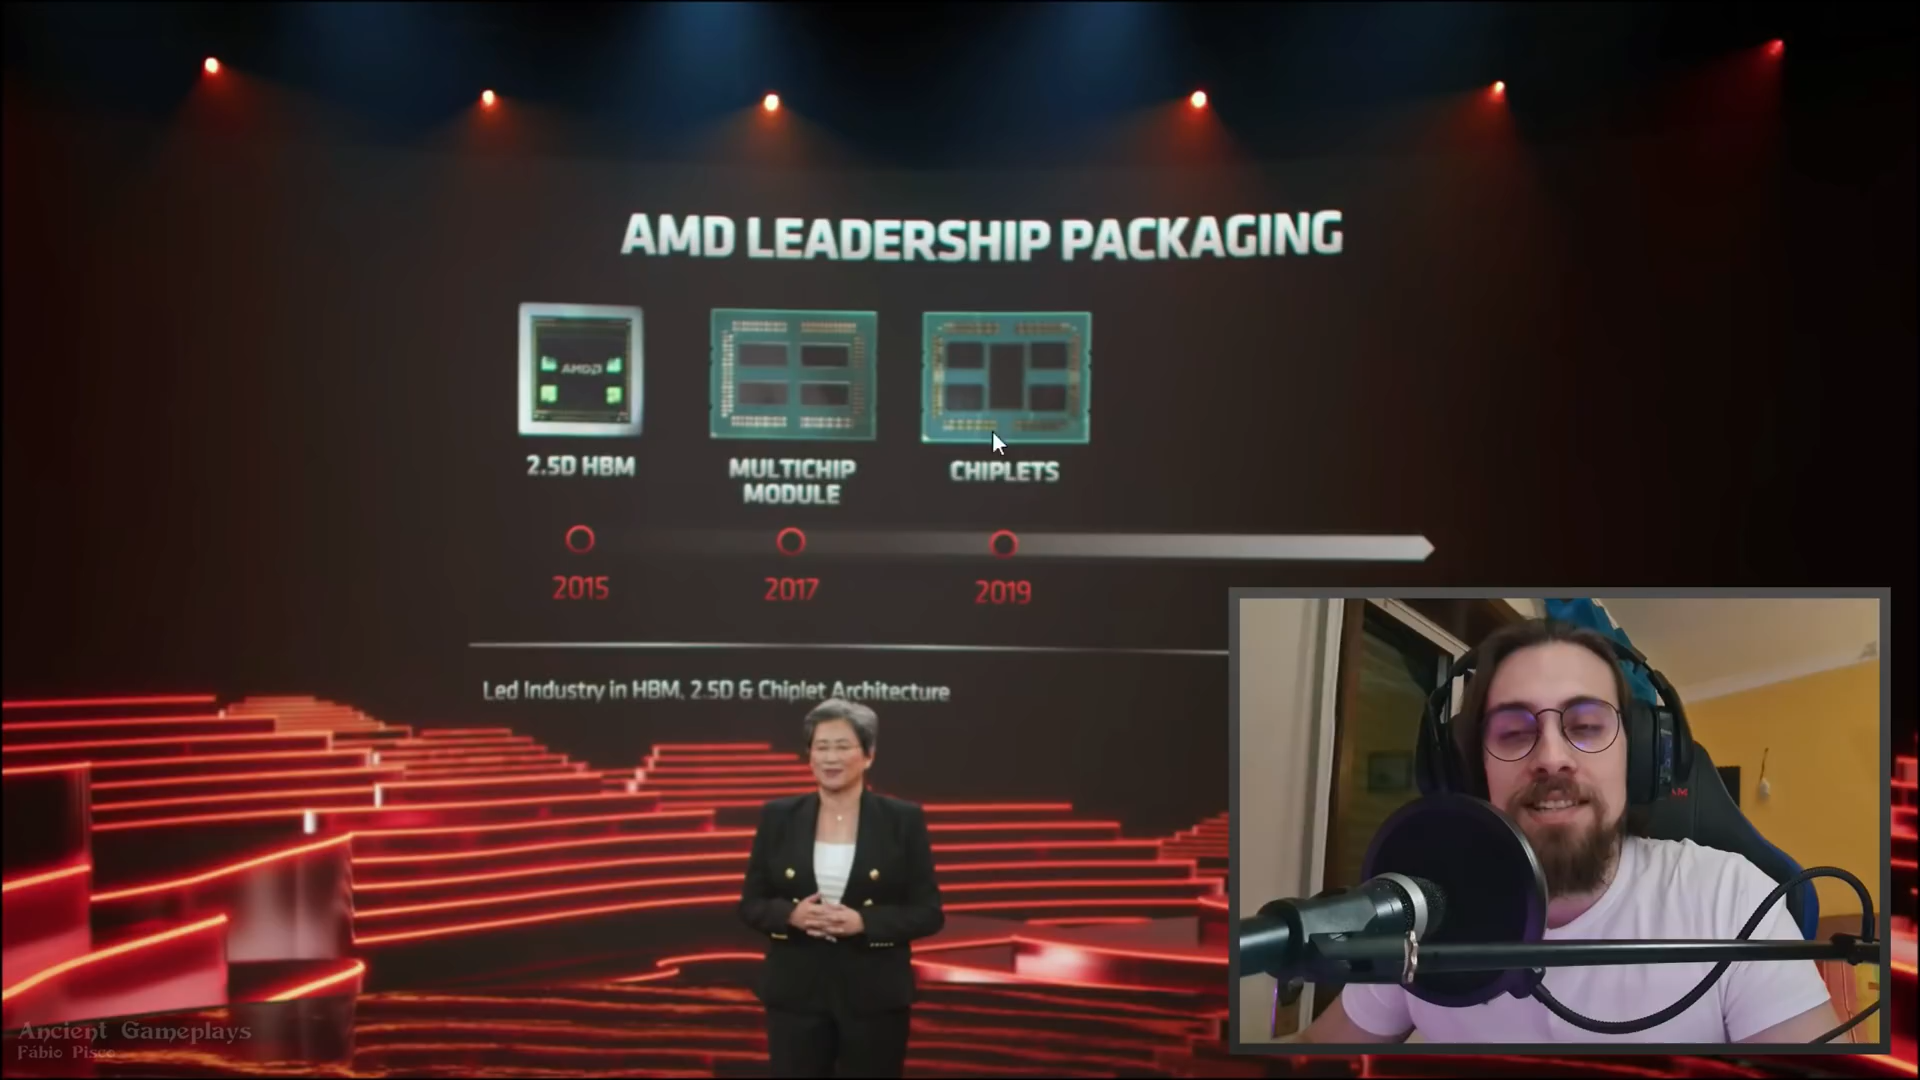 AMD LEADERSHIP PACKAGING
AMD
2.5D HBM
MULTICHIP
MODULE
CHIPLETS
2015
2017
2019
Led Industry in HBM, 2.5D & Chiplet Architecture
Ancient Gameplays
Fábio Pisco